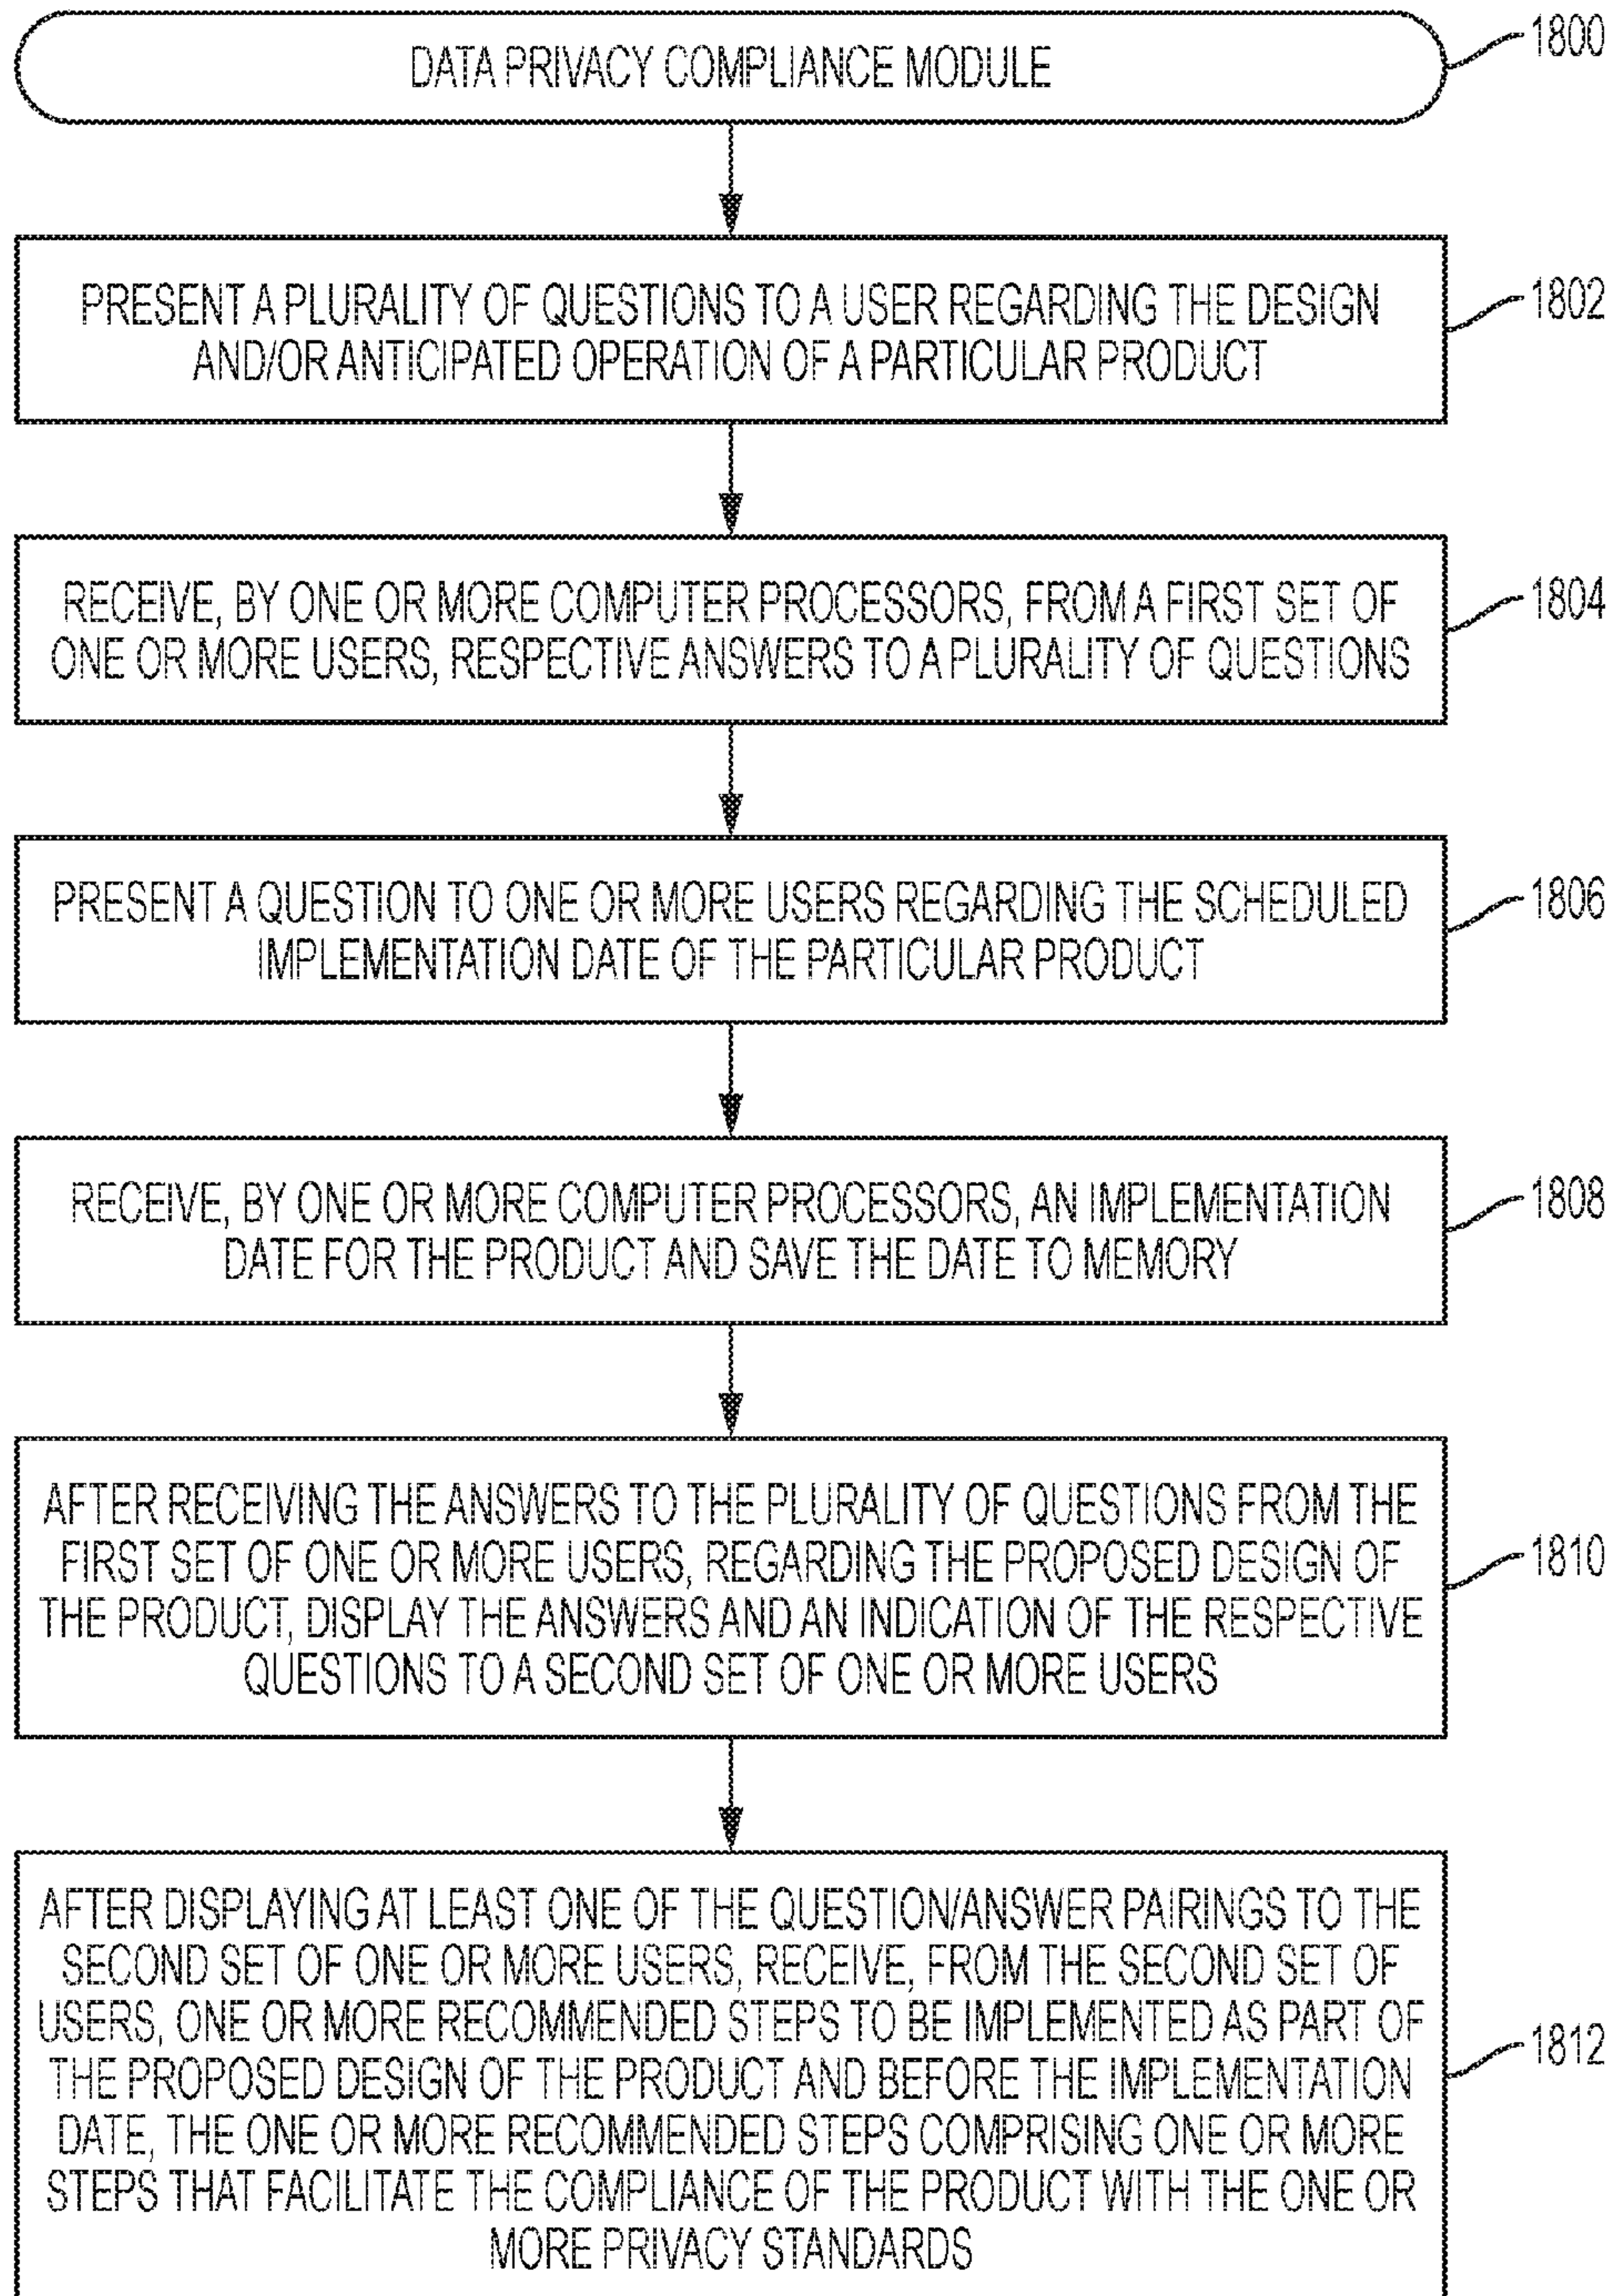 DATA PRIVACY COMPLIANCE MODULE
1800
PRESENT A PLURALITY OF QUESTIONS TO A USER REGARDING THE DESIGN
AND/OR ANTICIPATED OPERATION OF A PARTICULAR PRODUCT
1802
RECEIVE, BY ONE OR MORE COMPUTER PROCESSORS, FROM A FIRST SET OF
ONE OR MORE USERS, RESPECTIVE ANSWERS TO A PLURALITY OF QUESTIONS
1804
PRESENT A QUESTION TO ONE OR MORE USERS REGARDING THE SCHEDULED
IMPLEMENTATION DATE OF THE PARTICULAR PRODUCT
1806
RECEIVE, BY ONE OR MORE COMPUTER PROCESSORS, AN IMPLEMENTATION
DATE FOR THE PRODUCT AND SAVE THE DATE TO MEMORY
1808
AFTER RECEIVING THE ANSWERS TO THE PLURALITY OF QUESTIONS FROM THE
FIRST SET OF ONE OR MORE USERS, REGARDING THE PROPOSED DESIGN OF
THE PRODUCT, DISPLAY THE ANSWERS AND AN INDICATION OF THE RESPECTIVE
QUESTIONS TO A SECOND SET OF ONE OR MORE USERS
1810
AFTER DISPLAYING AT LEAST ONE OF THE QUESTION/ANSWER PAIRINGS TO THE
SECOND SET OF ONE OR MORE USERS, RECEIVE, FROM THE SECOND SET OF
USERS, ONE OR MORE RECOMMENDED STEPS TO BE IMPLEMENTED AS PART OF
THE PROPOSED DESIGN OF THE PRODUCT AND BEFORE THE IMPLEMENTATION
DATE, THE ONE OR MORE RECOMMENDED STEPS COMPRISING ONE OR MORE
STEPS THAT FACILITATE THE COMPLIANCE OF THE PRODUCT WITH THE ONE OR
MORE PRIVACY STANDARDS
1812